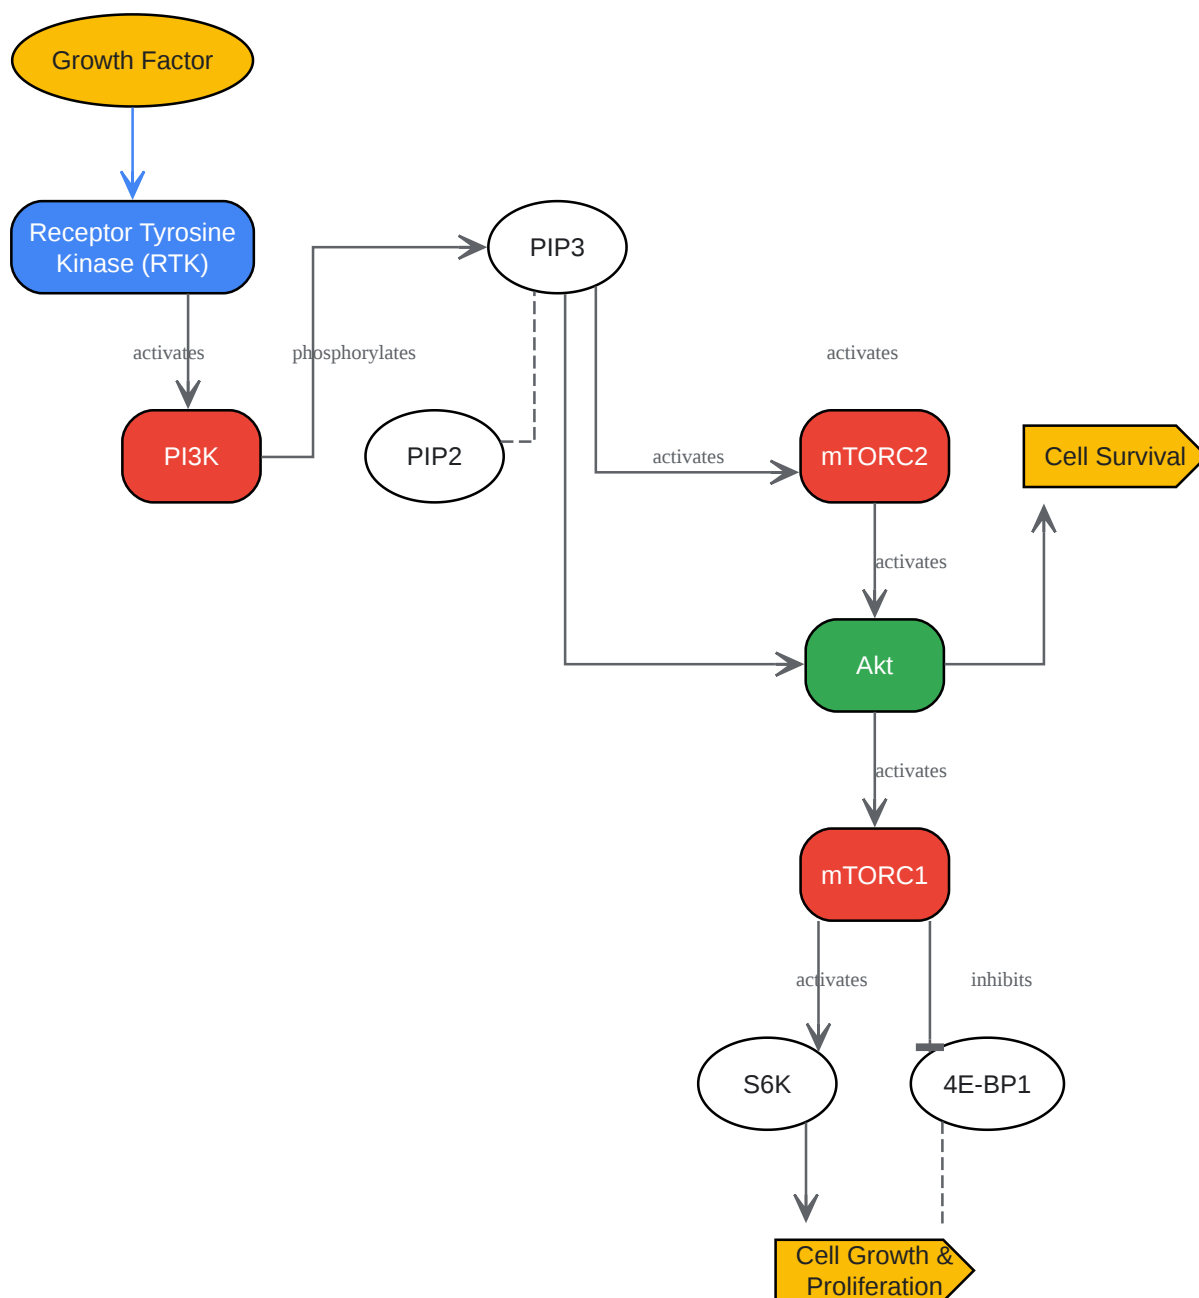 Growth Factor
Receptor Tyrosine
Kinase (RTK)
PIP3
activates
phosphorylates
activates
PI3K
PIP2
activates
mTORC2
Cell Survival
activates
Akt
activates
mTORC1
activates
inhibits
S6K
4E-BP1
Cell Growth &
Proliferation